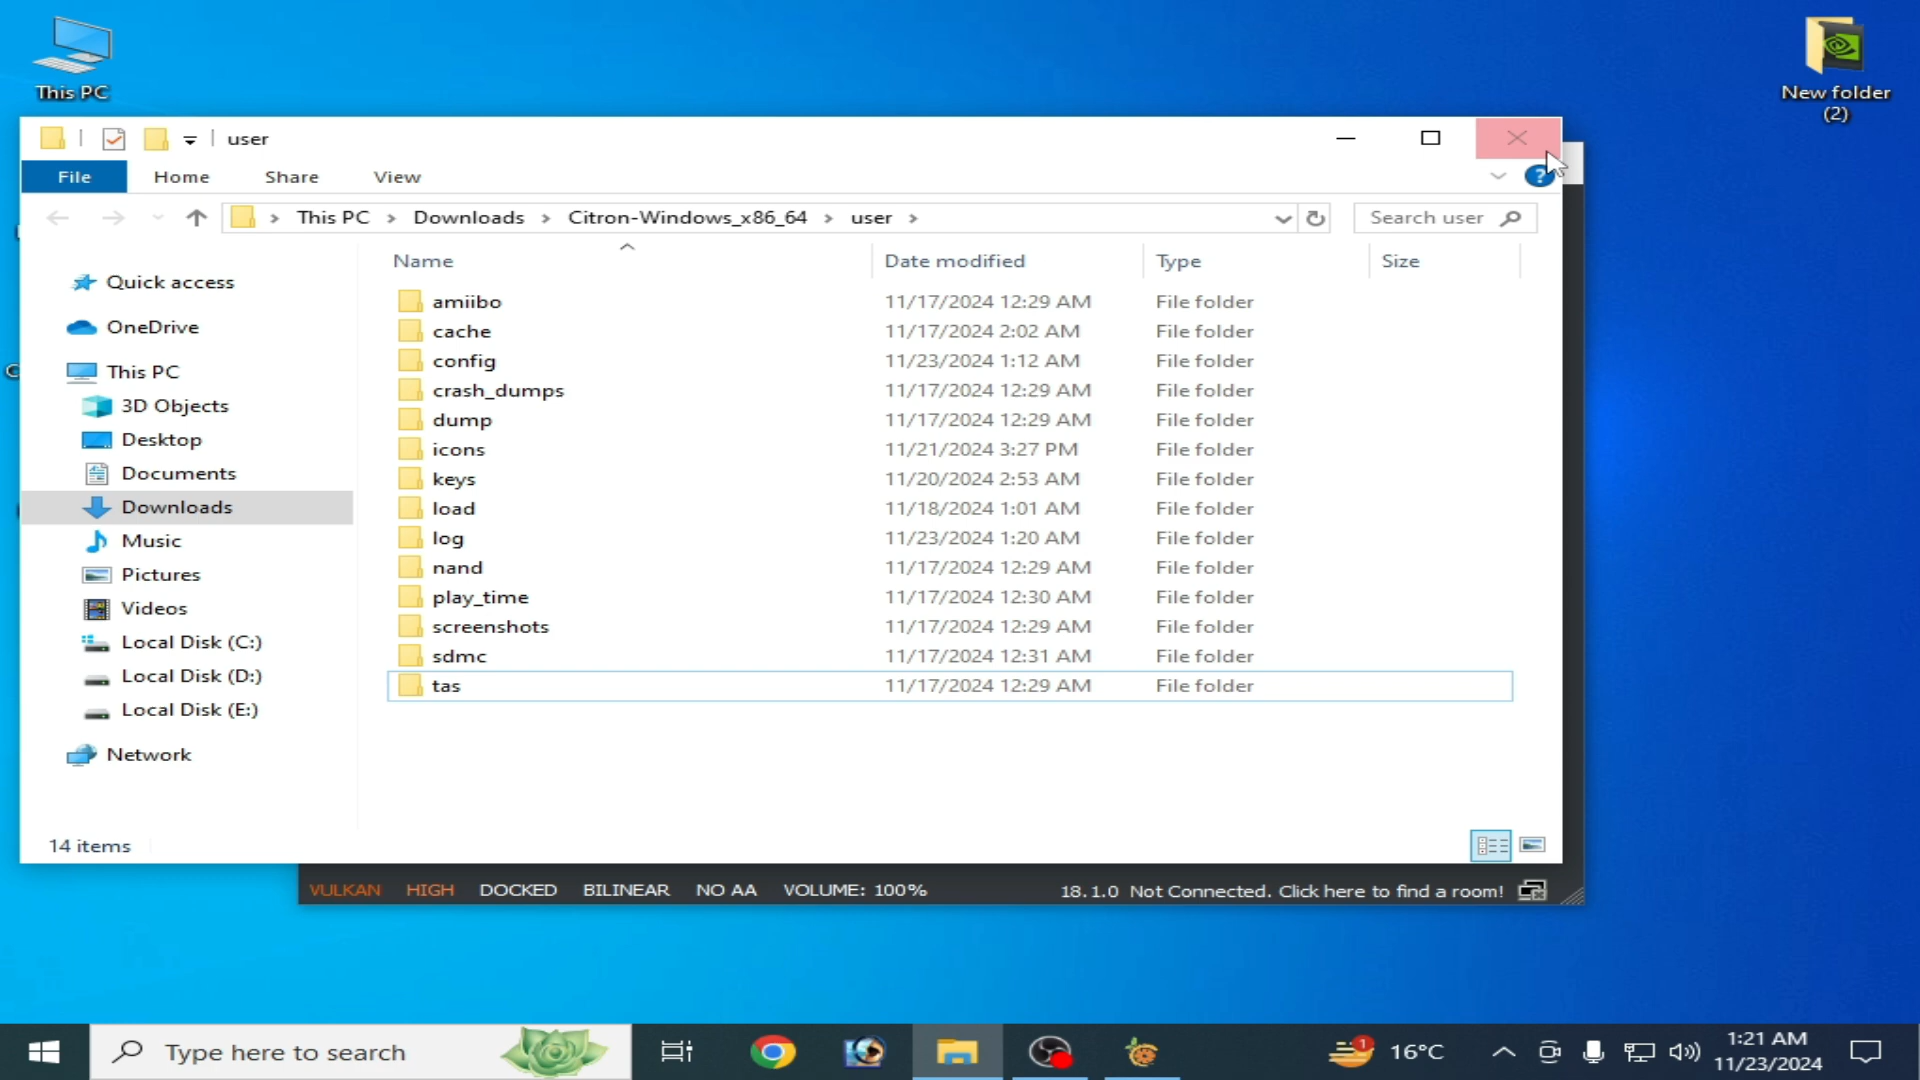 This PC
New folder
(2)
user
File
Home
Share
View
?
This PC
Downloads
Citron-Windows_x86_64
user
Search user
Name
Date modified
Type
Size
Quick access
OneDrive
This PC
3D Objects
Desktop
Documents
Downloads
Music
Pictures
Videos
Local Disk (C:)
Local Disk (D:)
Local Disk (E:)
Network
amiibo 11/17/2024 12:29 AM File folder
cache 11/17/2024 2:02 AM File folder
config 11/23/2024 1:12 AM File folder
crash_dumps 11/17/2024 12:29 AM File folder
dump 11/17/2024 12:29 AM File folder
icons 11/21/2024 3:27 PM File folder
keys 11/20/2024 2:53 AM File folder
load 11/18/2024 1:01 AM File folder
log 11/23/2024 1:20 AM File folder
nand 11/17/2024 12:29 AM File folder
play_time 11/17/2024 12:30 AM File folder
screenshots 11/17/2024 12:29 AM File folder
sdmc 11/17/2024 12:31 AM File folder
tas 11/17/2024 12:29 AM File folder
14 items
VULKAN HIGH DOCKED BILINEAR NO AA VOLUME: 100% 18.1.0 Not Connected. Click here to find a room!
Type here to search
1
16°C
1:21 AM
11/23/2024